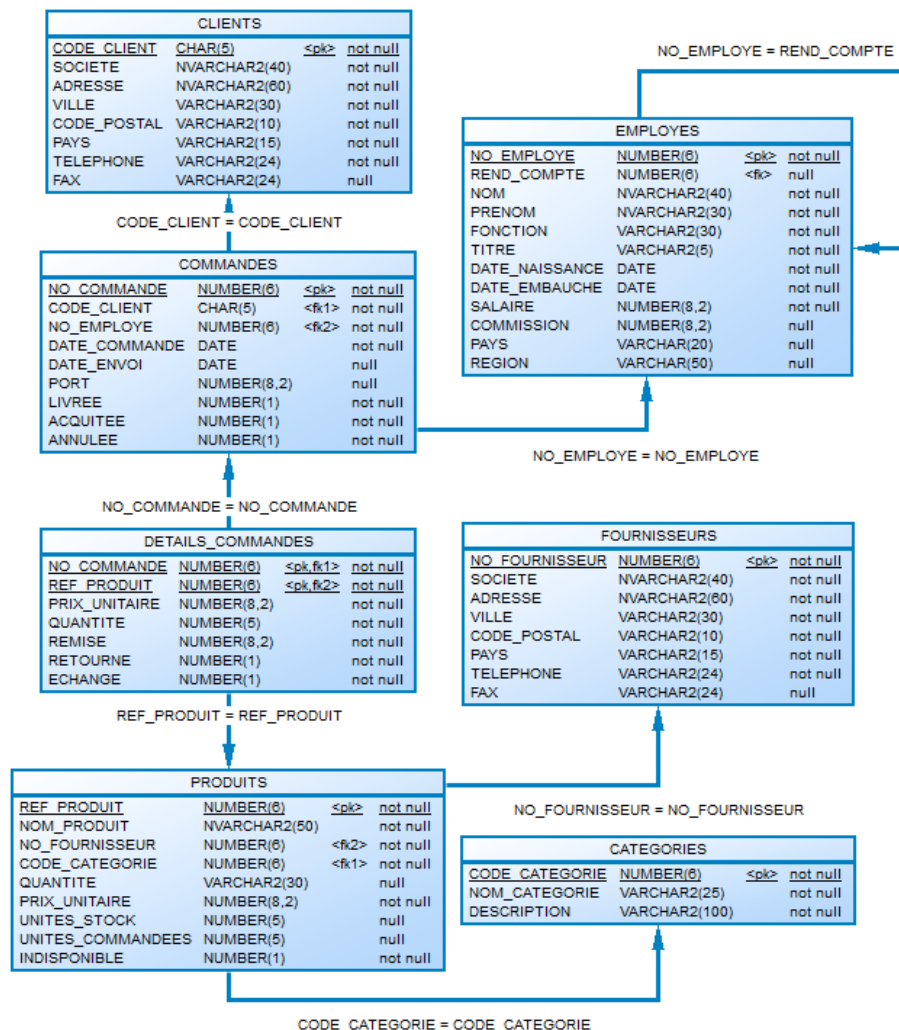 CLIENTS
CODE_CLIENT CHAR(5) <pk> not null
SOCIETE NVARCHAR2(40) not null
ADRESSE NVARCHAR2(60) not null
VILLE VARCHAR2(30) not null
CODE_POSTAL VARCHAR2(10) not null
PAYS VARCHAR2(15) not null
TELEPHONE VARCHAR2(24) not null
FAX VARCHAR2(24) null
CODE_CLIENT = CODE_CLIENT
NO_EMPLOYE = REND_COMPTE
EMPLOYES
NO_EMPLOYE NUMBER(6) <pk> not null
REND_COMPTE NUMBER(6) <fk> null
NOM NVARCHAR2(40) not null
PRENOM NVARCHAR2(30) not null
FONCTION VARCHAR2(30) not null
TITRE VARCHAR2(5) not null
DATE_NAISSANCE DATE not null
DATE_EMBAUCHE DATE not null
SALAIRE NUMBER(8,2) not null
COMMISSION NUMBER(8,2) null
PAYS VARCHAR(20) null
REGION VARCHAR(50) null
COMMANDES
NO_COMMANDE NUMBER(6) <pk> not null
CODE_CLIENT CHAR(5) <fk1> not null
NO_EMPLOYE NUMBER(6) <fk2> not null
DATE_COMMANDE DATE not null
DATE_ENVOI DATE null
PORT NUMBER(8,2) null
LIVREE NUMBER(1) not null
ACQUITEE NUMBER(1) not null
ANNULEE NUMBER(1) not null
NO_EMPLOYE = NO_EMPLOYE
NO_COMMANDE = NO_COMMANDE
DETAILS_COMMANDES
NO_COMMANDE NUMBER(6) <pk,fk1> not null
REF_PRODUIT NUMBER(6) <pk,fk2> not null
PRIX_UNITAIRE NUMBER(8,2) not null
QUANTITE NUMBER(5) not null
REMISE NUMBER(8,2) not null
RETOURNE NUMBER(1) not null
ECHANGE NUMBER(1) not null
REF_PRODUIT = REF_PRODUIT
FOURNISSEURS
NO_FOURNISSEUR NUMBER(6) <pk> not null
SOCIETE NVARCHAR2(40) not null
ADRESSE NVARCHAR2(60) not null
VILLE VARCHAR2(30) not null
CODE_POSTAL VARCHAR2(10) not null
PAYS VARCHAR2(15) not null
TELEPHONE VARCHAR2(24) not null
FAX VARCHAR2(24) null
PRODUITS
REF_PRODUIT NUMBER(6) <pk> not null
NOM_PRODUIT NVARCHAR2(50) not null
NO_FOURNISSEUR NUMBER(6) <fk2> not null
CODE_CATEGORIE NUMBER(6) <fk1> not null
QUANTITE VARCHAR2(30) null
PRIX_UNITAIRE NUMBER(8,2) not null
UNITES_STOCK NUMBER(5) null
UNITES_COMMANDEES NUMBER(5) null
INDISPONIBLE NUMBER(1) not null
NO_FOURNISSEUR = NO_FOURNISSEUR
CATEGORIES
CODE_CATEGORIE NUMBER(6) <pk> not null
NOM_CATEGORIE VARCHAR2(25) not null
DESCRIPTION VARCHAR2(100) not null
CODE_CATEGORIE = CODE_CATEGORIE